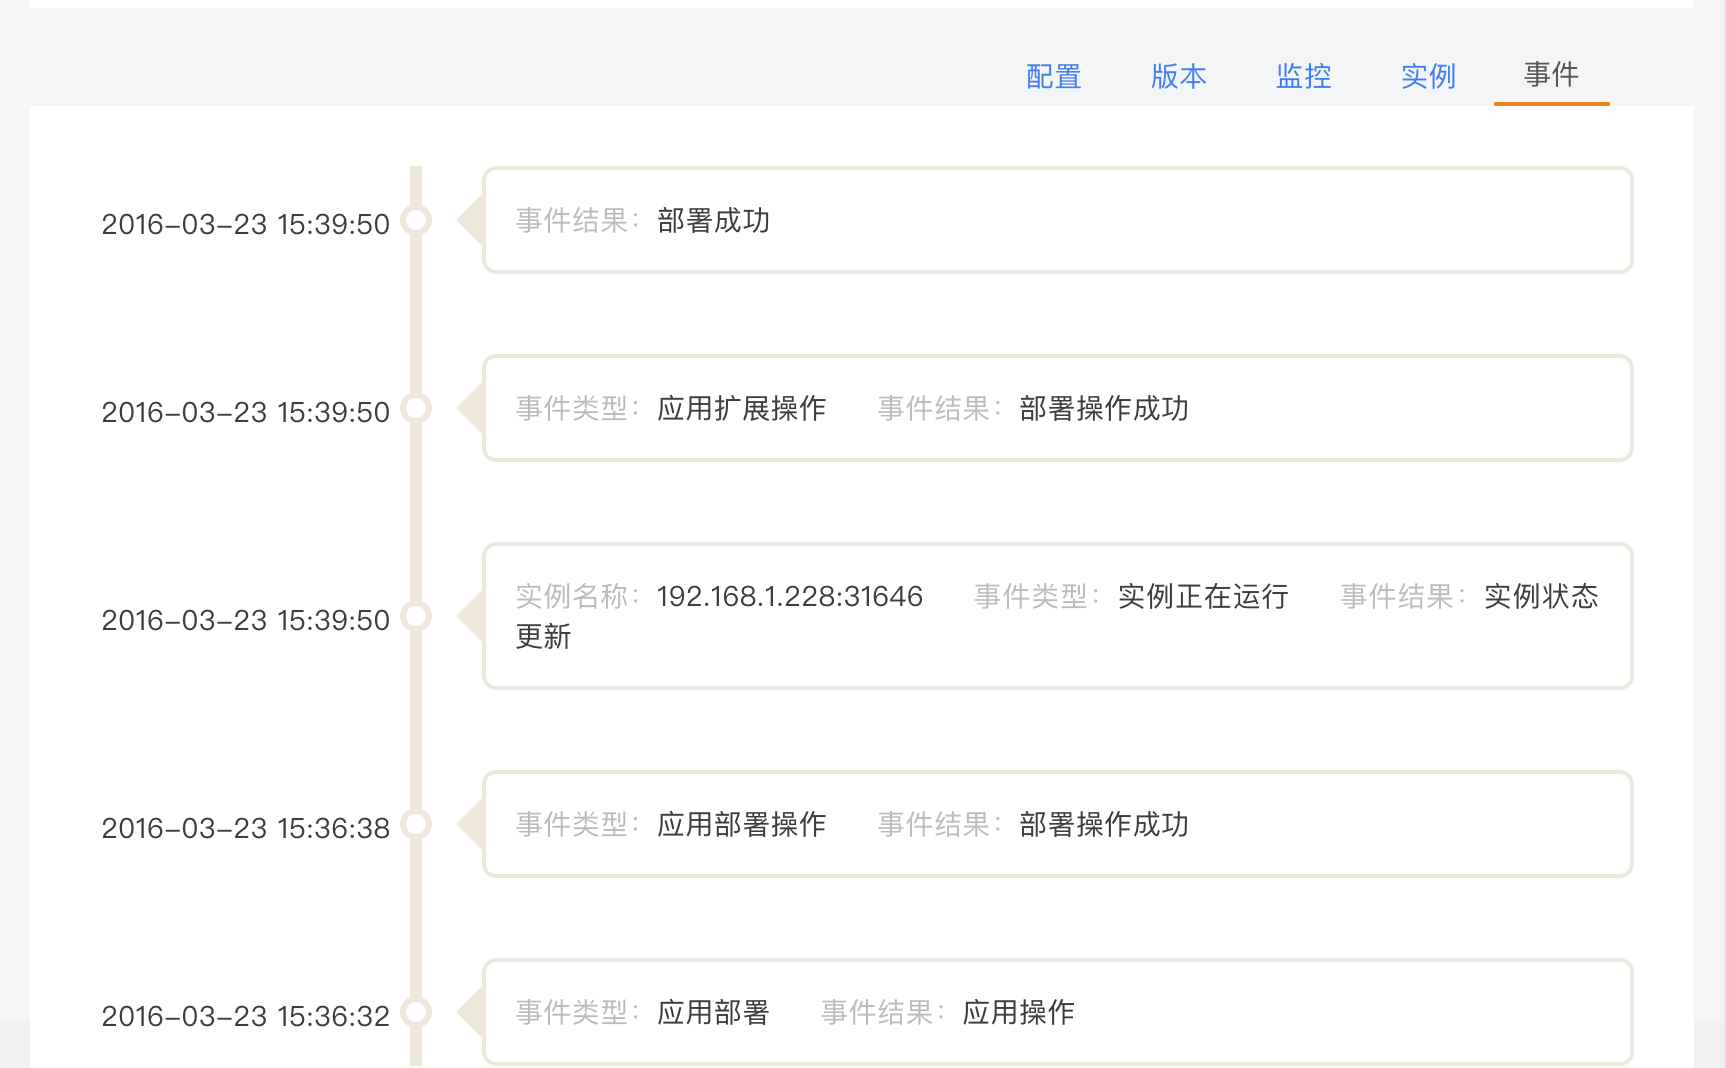 配置 版本 监控 实例 事件
2016-03-23 15:39:50 事件结果: 部署成功
2016-03-23 15:39:50 事件类型: 应用扩展操作 事件结果: 部署操作成功
2016-03-23 15:39:50 实例名称: 192.168.1.228:31646 事件类型: 实例正在运行 事件结果: 实例状态
更新
2016-03-23 15:36:38 事件类型: 应用部署操作 事件结果: 部署操作成功
2016-03-23 15:36:32 事件类型: 应用部署 事件结果: 应用操作